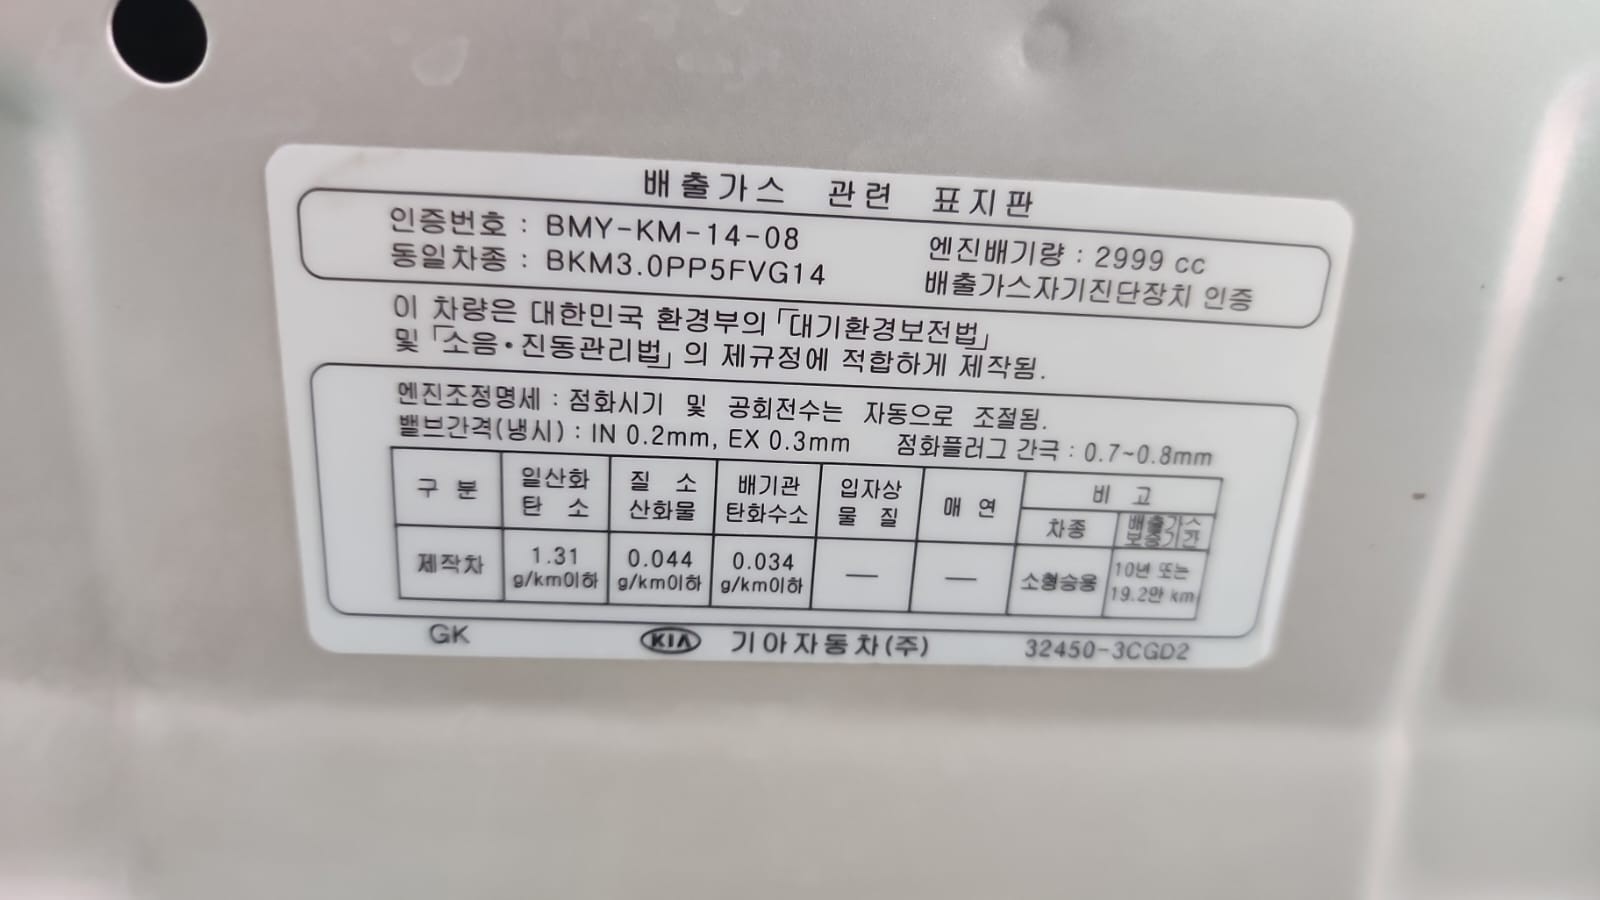 배출가스 관련 표지판
인증번호 : BMY-KM-14-08
엔진배기량 : 2999 cc
동일차종 : BKM3.0PP5FVG14
배출가스자기진단장치 인증
이 차량은 대한민국 환경부의 「대기환경보전법」
및 「소음·진동관리법」의 제규정에 적합하게 제작됨.
엔진조정명세 : 점화시기 및 공회전수는 자동으로 조절됨.
밸브간격(냉시) : IN 0.2mm, EX 0.3mm 점화플러그 간극 : 0.7~0.8mm
구 분
일산화
탄 소
질 소
산화물
배기관
탄화수소
입자상
물 질
매 연
비 고
차종
배출가스
보증기간
제작차
1.31
g/km이하
0.044
g/km이하
0.034
g/km이하
—
—
소형승용
10년 또는
19.2만 km
GK
KIA 기아자동차(주)
32450-3CGD2